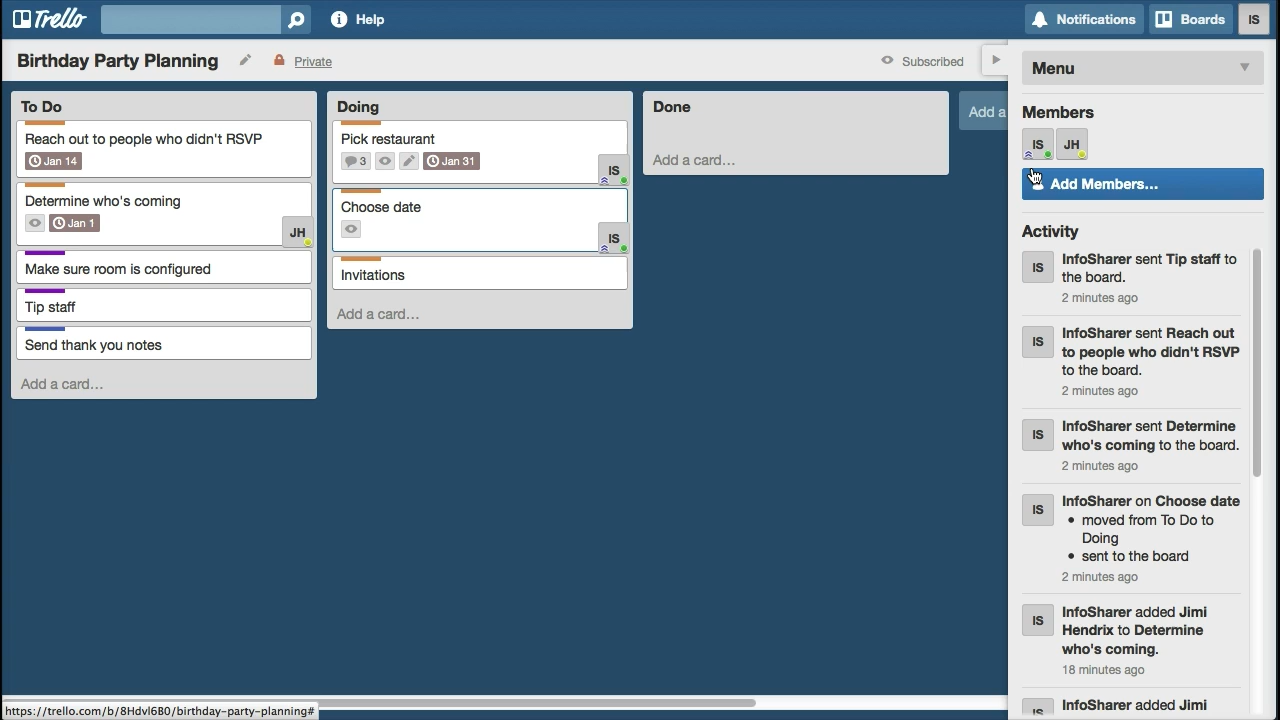 Trello
Help
Notifications
Boards
IS
Birthday Party Planning
Private
Subscribed
To Do
Reach out to people who didn't RSVP
Jan 14
Determine who's coming
Jan 1
JH
Make sure room is configured
Tip staff
Send thank you notes
Add a card...
Doing
Pick restaurant
3
Jan 31
IS
Choose date
IS
Invitations
Add a card...
Done
Add a card...
Add a
Menu
Members
IS
JH
Add Members...
Activity
IS
InfoSharer sent Tip staff to
the board.
2 minutes ago
IS
InfoSharer sent Reach out
to people who didn't RSVP
to the board.
2 minutes ago
IS
InfoSharer sent Determine
who's coming to the board.
2 minutes ago
IS
InfoSharer on Choose date
• moved from To Do to
Doing
• sent to the board
2 minutes ago
IS
InfoSharer added Jimi
Hendrix to Determine
who's coming.
18 minutes ago
IS
InfoSharer added Jimi
https://trello.com/b/8Hdvl6B0/birthday-party-planning#